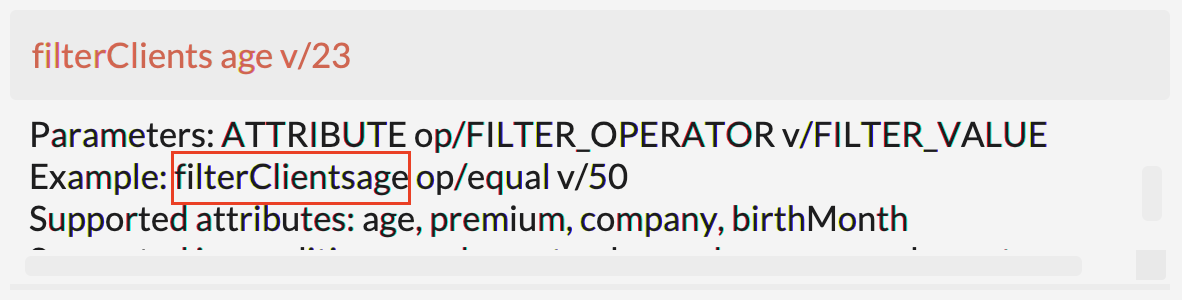 filterClients age v/23
Parameters: ATTRIBUTE op/FILTER_OPERATOR v/FILTER_VALUE
Example: filterClientsage op/equal v/50
Supported attributes: age, premium, company, birthMonth